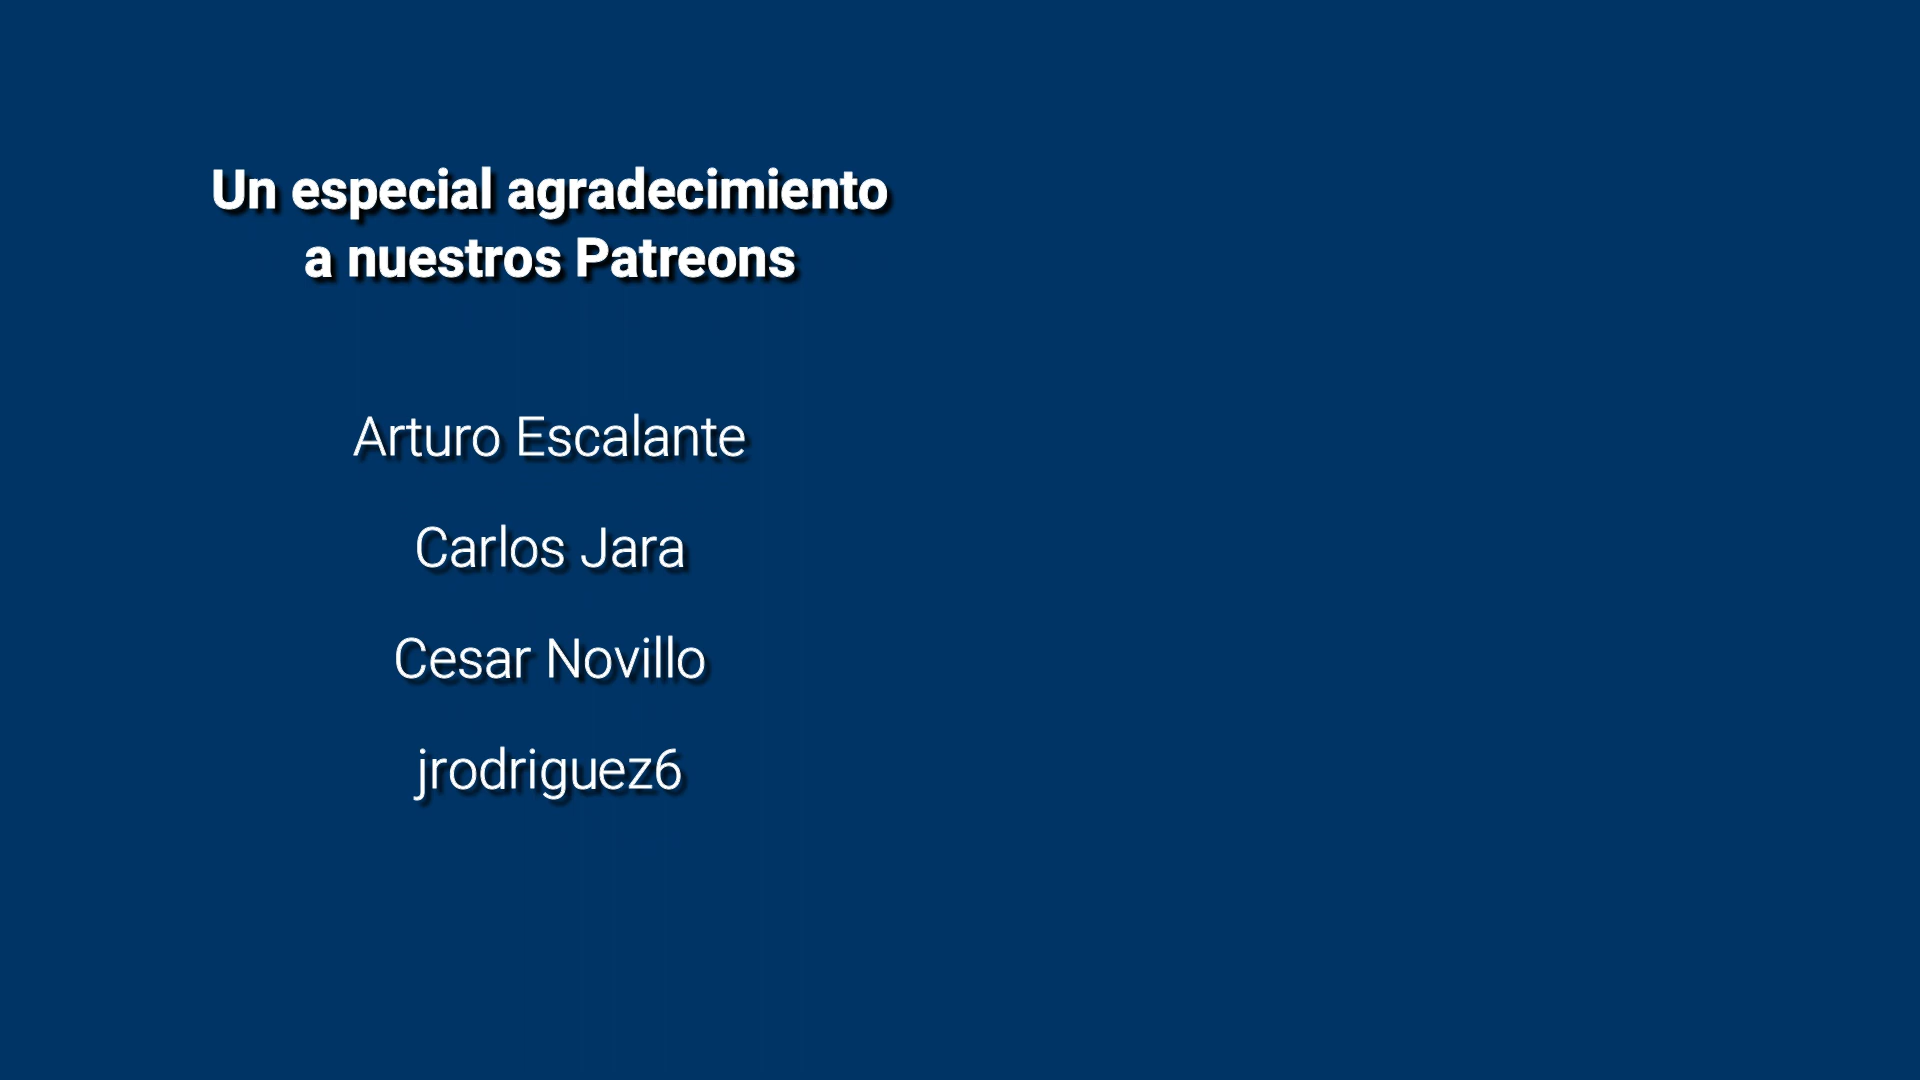 Un especial agradecimiento
a nuestros Patreons
Arturo Escalante
Carlos Jara
Cesar Novillo
jrodriguez6